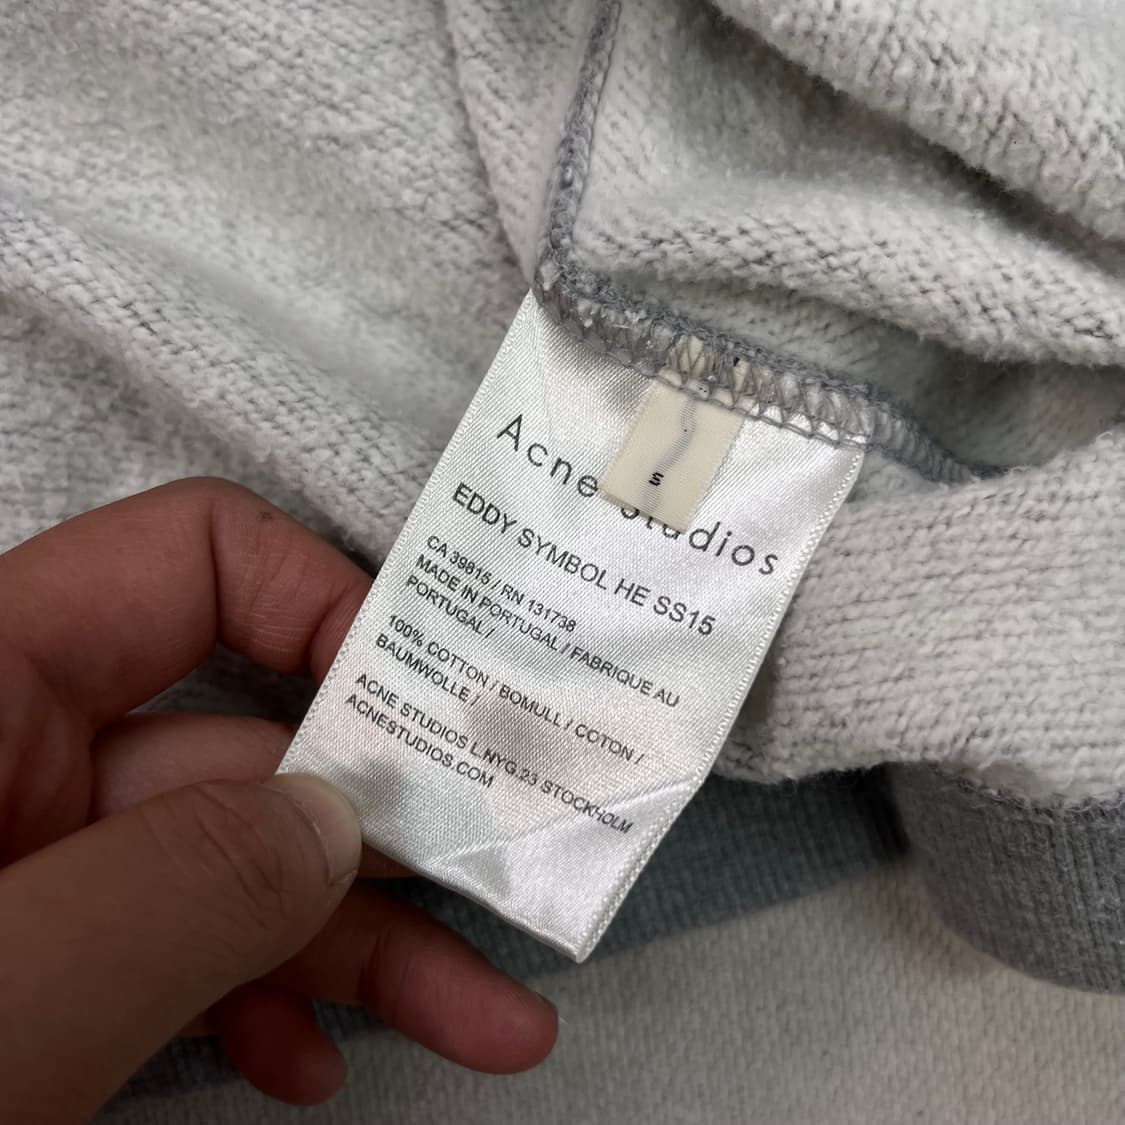 Acne Studios
S
EDDY SYMBOL HE SS15
CA 39815 / RN 131738
MADE IN PORTUGAL / FABRIQUE AU
PORTUGAL /
100% COTTON / BOMULL / COTON /
BAUMWOLLE /
ACNE STUDIOS L.NYG.23 STOCKHOLM
ACNESTUDIOS.COM